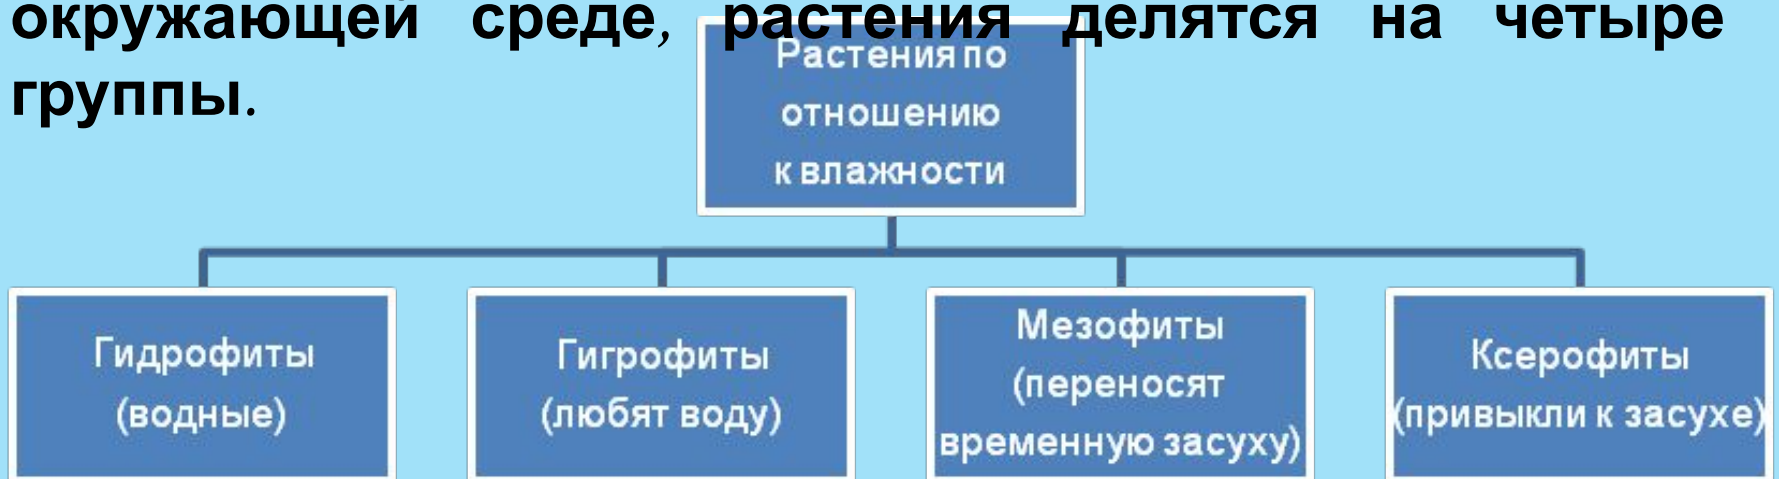 окружающей среде, растения делятся на четыре
группы.
Растения по
отношению
к влажности
Гидрофиты
(водные)
Гигрофиты
(любят воду)
Мезофиты
(переносят
временную засуху)
Ксерофиты
(привыкли к засухе)